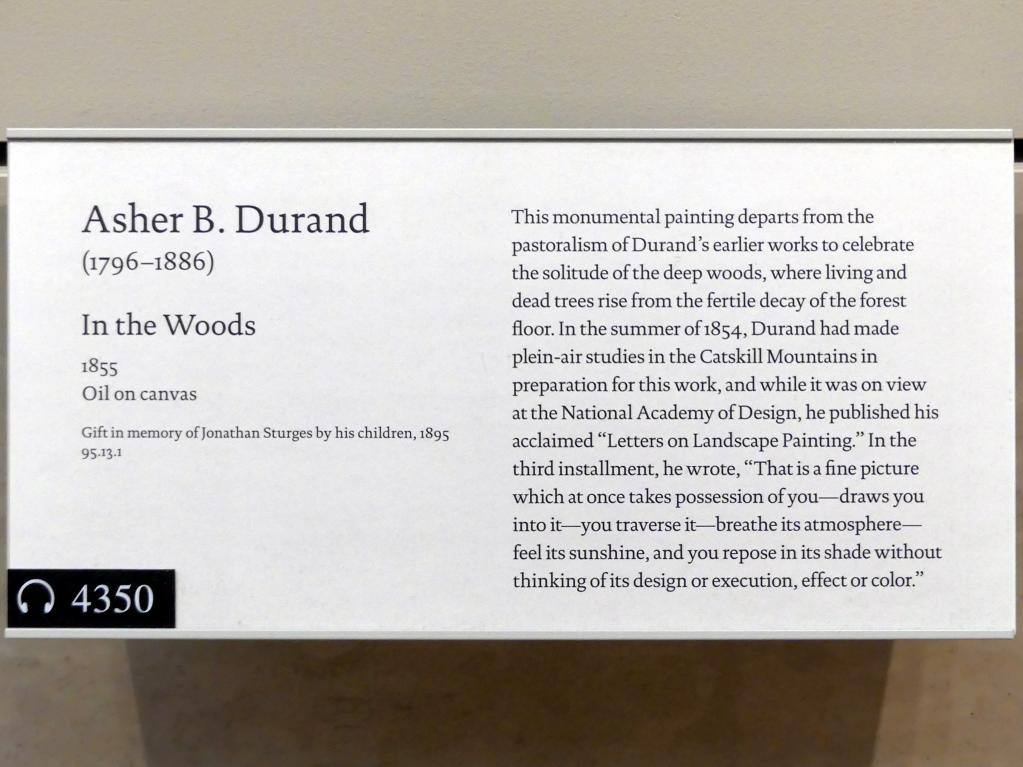 Asher B. Durand
(1796–1886)
In the Woods
1855
Oil on canvas
Gift in memory of Jonathan Sturges by his children, 1895
95.13.1
This monumental painting departs from the
pastoralism of Durand’s earlier works to celebrate
the solitude of the deep woods, where living and
dead trees rise from the fertile decay of the forest
floor. In the summer of 1854, Durand had made
plein-air studies in the Catskill Mountains in
preparation for this work, and while it was on view
at the National Academy of Design, he published his
acclaimed “Letters on Landscape Painting.” In the
third installment, he wrote, “That is a fine picture
which at once takes possession of you—draws you
into it—you traverse it—breathe its atmosphere—
feel its sunshine, and you repose in its shade without
thinking of its design or execution, effect or color.”
4350